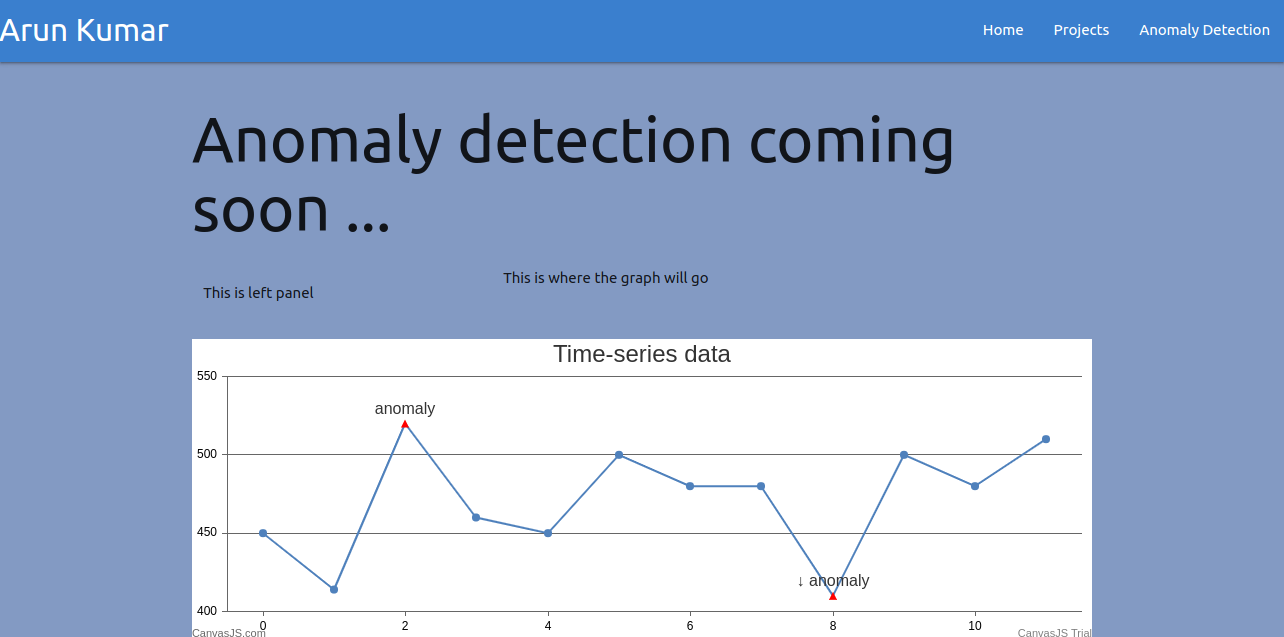 Arun Kumar
Home Projects Anomaly Detection
Anomaly detection coming
soon ...
This is where the graph will go
This is left panel
Time-series data
550
anomaly
500
450
↓ anomaly
400
0 2 4 6 8 10
CanvasJS.com
CanvasJS Trial